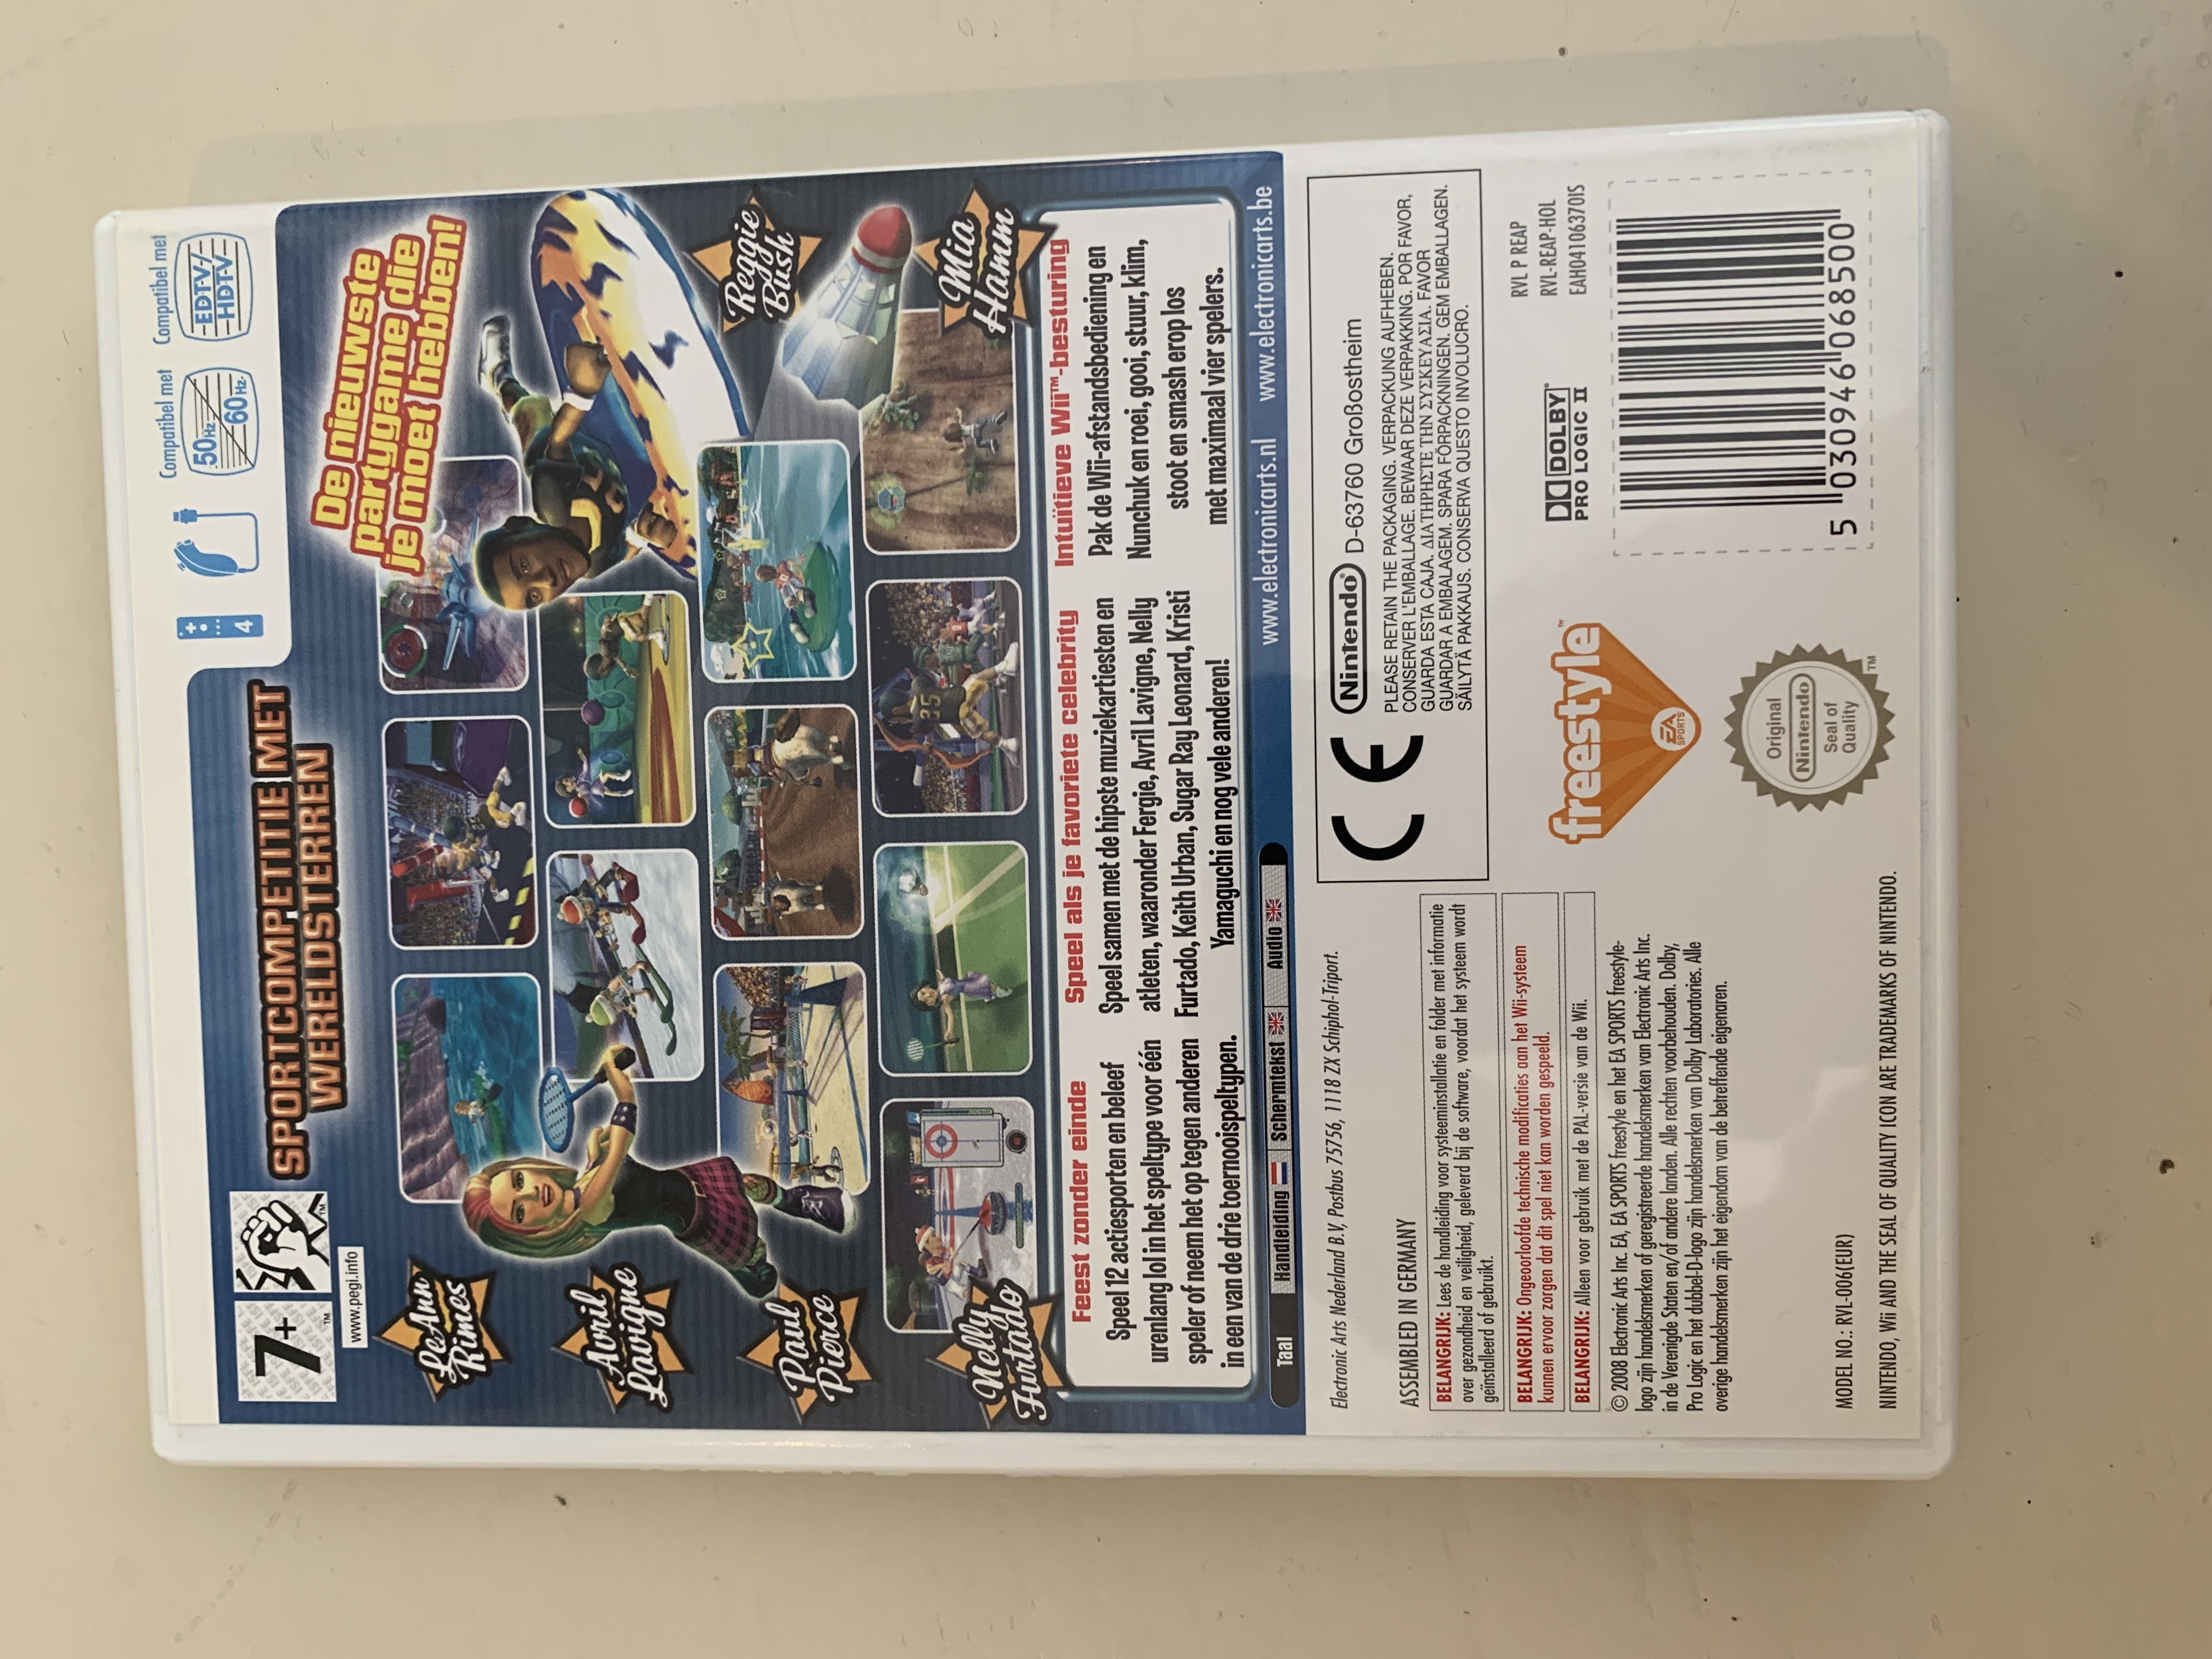 Compatibel met
50Hz
60Hz
Compatibel met
EDTV/
HDTV
4
7+
TM
TM
www.pegi.info
SPORTCOMPETITIE MET
WERELDSTERREN
De nieuwste
partygame die
je moet hebben!
LeAnn
Rimes
Avril
Lavigne
Paul
Pierce
Nelly
Furtado
Reggie
Bush
Mia
Hamm
25
Feest zonder einde
Speel 12 actiesporten en beleef
urenlang lol in het speltype voor één
speler of neem het op tegen anderen
in een van de drie toernooispeltypen.
Speel als je favoriete celebrity
Speel samen met de hipste muziekartiesten en
atleten, waaronder Fergie, Avril Lavigne, Nelly
Furtado, Keith Urban, Sugar Ray Leonard, Kristi
Yamaguchi en nog vele anderen!
Intuïtieve Wii™-besturing
Pak de Wii-afstandsbediening en
Nunchuk en roei, gooi, stuur, klim,
stoot en smash erop los
met maximaal vier spelers.
Taal Handleiding Schermtekst Audio
www.electronicarts.nl www.electronicarts.be
Electronic Arts Nederland B.V, Postbus 75756, 1118 ZX Schiphol-Triport.
ASSEMBLED IN GERMANY
BELANGRIJK: Lees de handleiding voor systeeminstallatie en folder met informatie
over gezondheid en veiligheid, geleverd bij de software, voordat het systeem wordt
geïnstalleerd of gebruikt.
BELANGRIJK: Ongeoorloofde technische modificaties aan het Wii-systeem
kunnen ervoor zorgen dat dit spel niet kan worden gespeeld.
BELANGRIJK: Alleen voor gebruik met de PAL-versie van de Wii.
© 2008 Electronic Arts Inc. EA, EA SPORTS freestyle en het EA SPORTS freestyle-
logo zijn handelsmerken of geregistreerde handelsmerken van Electronic Arts Inc.
in de Verenigde Staten en/of andere landen. Alle rechten voorbehouden. Dolby,
Pro Logic en het dubbel-D-logo zijn handelsmerken van Dolby Laboratories. Alle
overige handelsmerken zijn het eigendom van de betreffende eigenaren.
MODEL NO.: RVL-006(EUR)
NINTENDO, Wii AND THE SEAL OF QUALITY ICON ARE TRADEMARKS OF NINTENDO.
CE
Nintendo® D-63760 Großostheim
PLEASE RETAIN THE PACKAGING. VERPACKUNG AUFHEBEN.
CONSERVER L'EMBALLAGE. BEWAAR DEZE VERPAKKING. POR FAVOR,
GUARDA ESTA CAJA. ΔΙΑΤΗΡΗΣΤΕ ΤΗΝ ΣΥΣΚΕΥΑΣΙΑ. FAVOR
GUARDAR A EMBALAGEM. SPARA FÖRPACKNINGEN. GEM EMBALLAGEN.
SÄILYTÄ PAKKAUS. CONSERVA QUESTO INVOLUCRO.
freestyle™
EA
SPORTS
DOLBY®
PRO LOGIC II
RVL P REAP
RVL-REAP-HOL
EAH04106370IS
Original
Nintendo
Seal of
Quality
TM
5 030946 068500